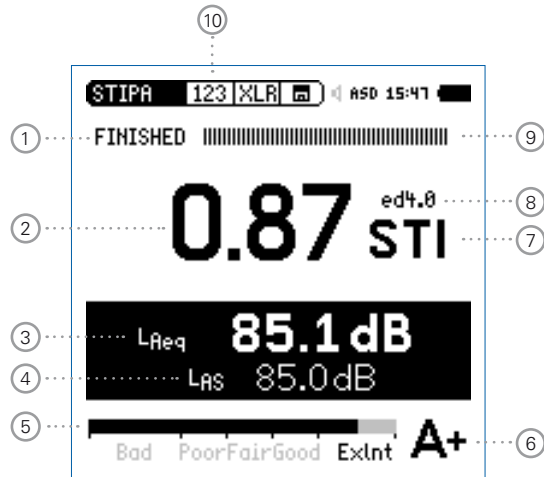 10
STIPA 123 XLR ASD 15:47
1 FINISHED 9
ed4.0 8
2 0.87 STI 7
3 LAeq 85.1 dB
4 LAS 85.0 dB
5
Bad Poor Fair Good Exlnt A+ 6